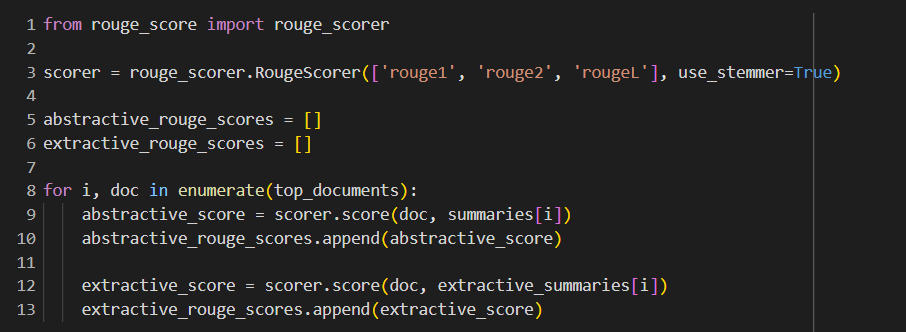 1 from rouge_score import rouge_scorer
2
3 scorer = rouge_scorer.RougeScorer(['rouge1', 'rouge2', 'rougeL'], use_stemmer=True)
4
5 abstractive_rouge_scores = []
6 extractive_rouge_scores = []
7
8 for i, doc in enumerate(top_documents):
9     abstractive_score = scorer.score(doc, summaries[i])
10     abstractive_rouge_scores.append(abstractive_score)
11
12     extractive_score = scorer.score(doc, extractive_summaries[i])
13     extractive_rouge_scores.append(extractive_score)